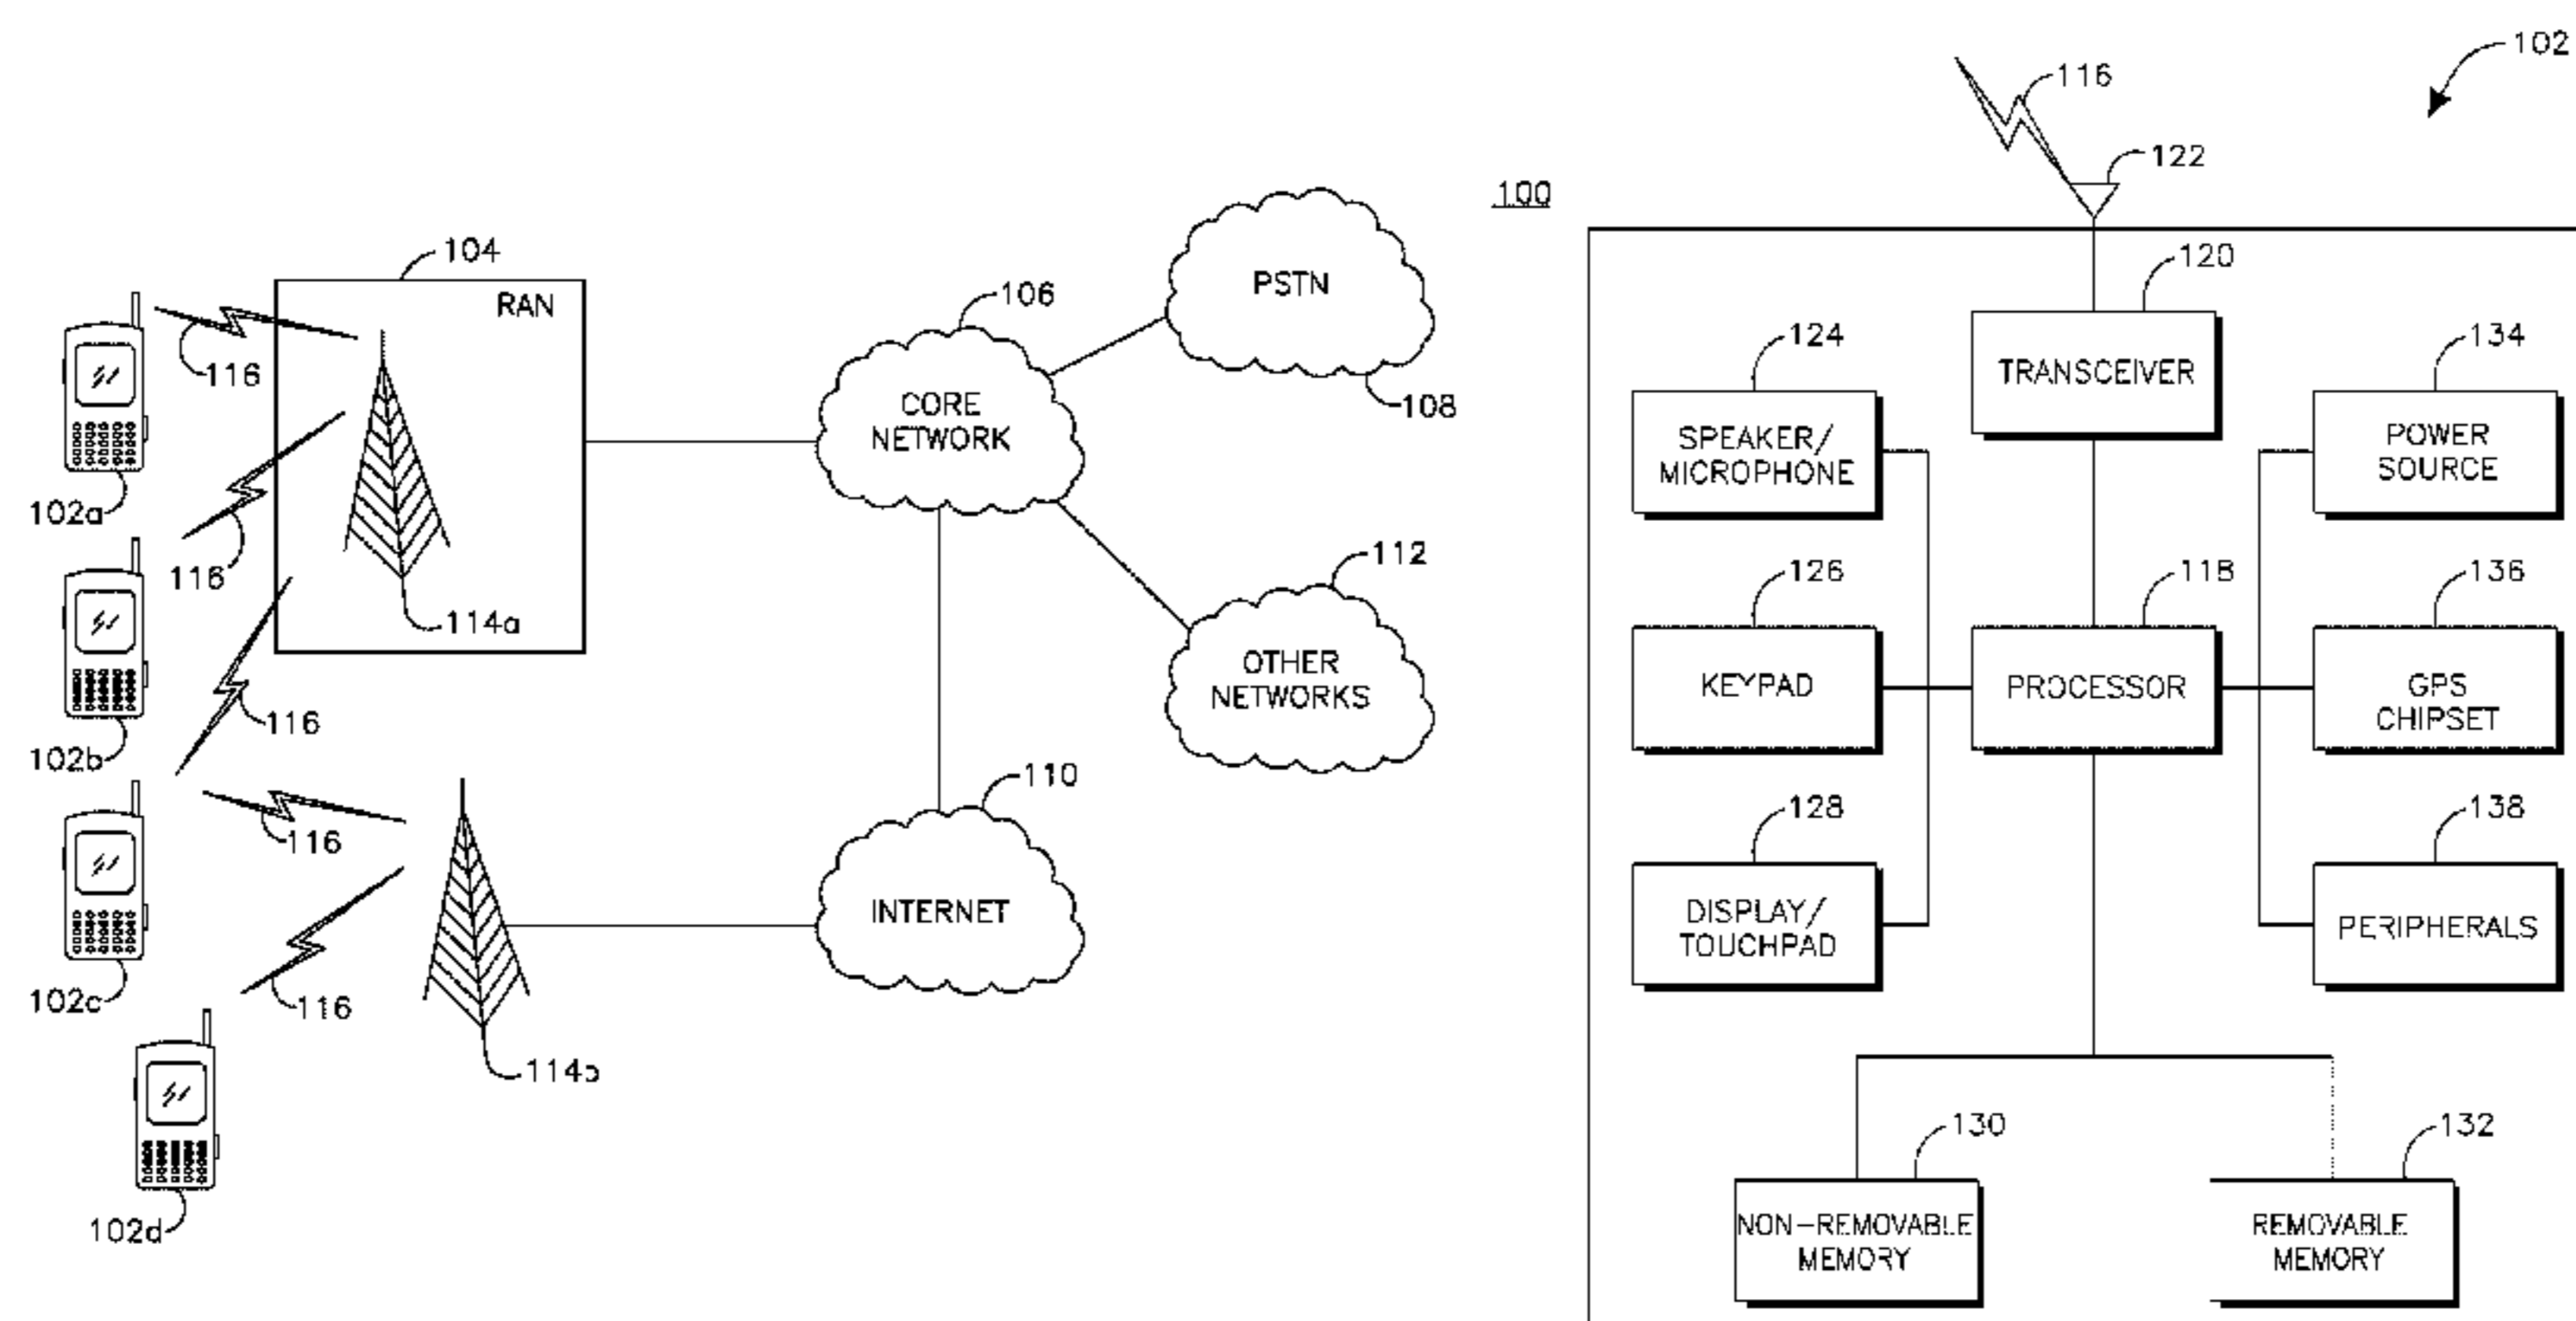 100
104
RAN
116
102a
116
114a
102b
116
102c
116
116
102d
114b
106
CORE
NETWORK
PSTN
108
112
OTHER
NETWORKS
110
INTERNET
102
116
122
120
TRANSCEIVER
124
SPEAKER/
MICROPHONE
134
POWER
SOURCE
126
KEYPAD
118
PROCESSOR
136
GPS
CHIPSET
128
DISPLAY/
TOUCHPAD
138
PERIPHERALS
130
NON-REMOVABLE
MEMORY
132
REMOVABLE
MEMORY